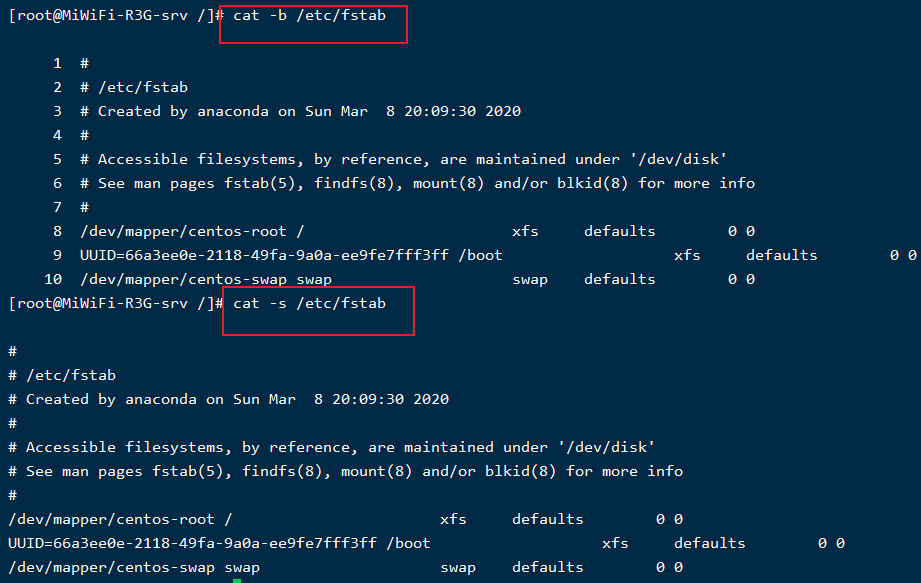 [root@MiWiFi-R3G-srv /]# cat -b /etc/fstab
1 #
2 # /etc/fstab
3 # Created by anaconda on Sun Mar  8 20:09:30 2020
4 #
5 # Accessible filesystems, by reference, are maintained under '/dev/disk'
6 # See man pages fstab(5), findfs(8), mount(8) and/or blkid(8) for more info
7 #
8 /dev/mapper/centos-root / xfs defaults 0 0
9 UUID=66a3ee0e-2118-49fa-9a0a-ee9fe7fff3ff /boot xfs defaults 0 0
10 /dev/mapper/centos-swap swap swap defaults 0 0
[root@MiWiFi-R3G-srv /]# cat -s /etc/fstab
#
# /etc/fstab
# Created by anaconda on Sun Mar  8 20:09:30 2020
#
# Accessible filesystems, by reference, are maintained under '/dev/disk'
# See man pages fstab(5), findfs(8), mount(8) and/or blkid(8) for more info
#
/dev/mapper/centos-root / xfs defaults 0 0
UUID=66a3ee0e-2118-49fa-9a0a-ee9fe7fff3ff /boot xfs defaults 0 0
/dev/mapper/centos-swap swap swap defaults 0 0